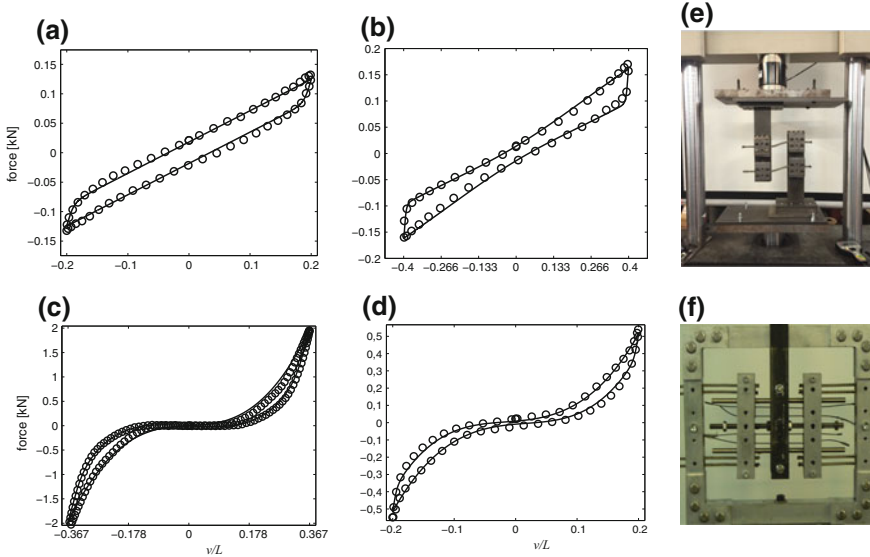 (a)
0.15
0.1
0.05
0
−0.05
−0.1
−0.15
force [kN]
−0.2 −0.1 0 0.1 0.2
(b)
0.2
0.15
0.1
0.05
0
−0.05
−0.1
−0.15
0.2
−0.4 −0.266 −0.133 0 0.133 0.266 0.4
(e)
(c)
2
1.5
1
0.5
0
−0.5
−1
−1.5
−2
force [kN]
−0.367 −0.178 0 0.178 0.367
v/L
(d)
0,5
0,4
0,3
0,2
0,1
0
−0,1
−0,2
−0,3
−0,4
−0,5
−0.2 −0.1 0 0.1 0.2
v/L
(f)